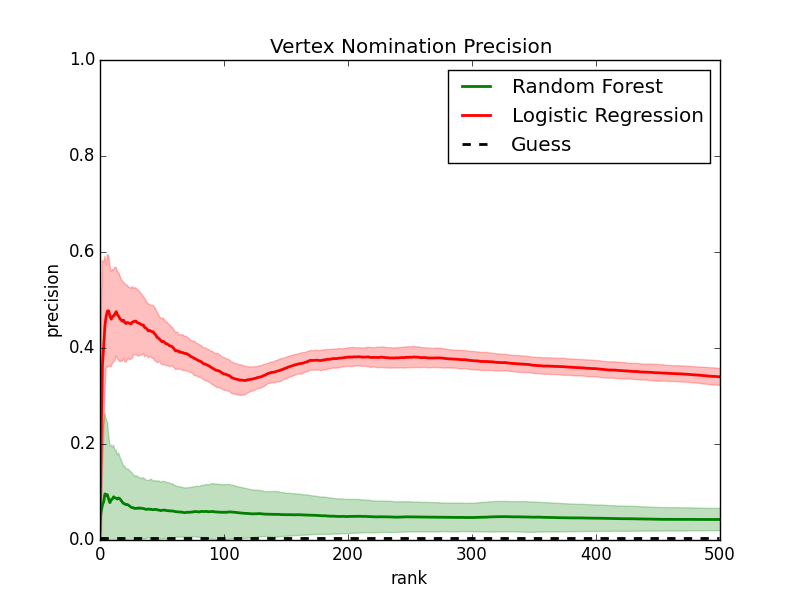 Vertex Nomination Precision
1.0
0.8
0.6
0.4
0.2
0.0
precision
Random Forest
Logistic Regression
Guess
0 100 200 300 400 500
rank